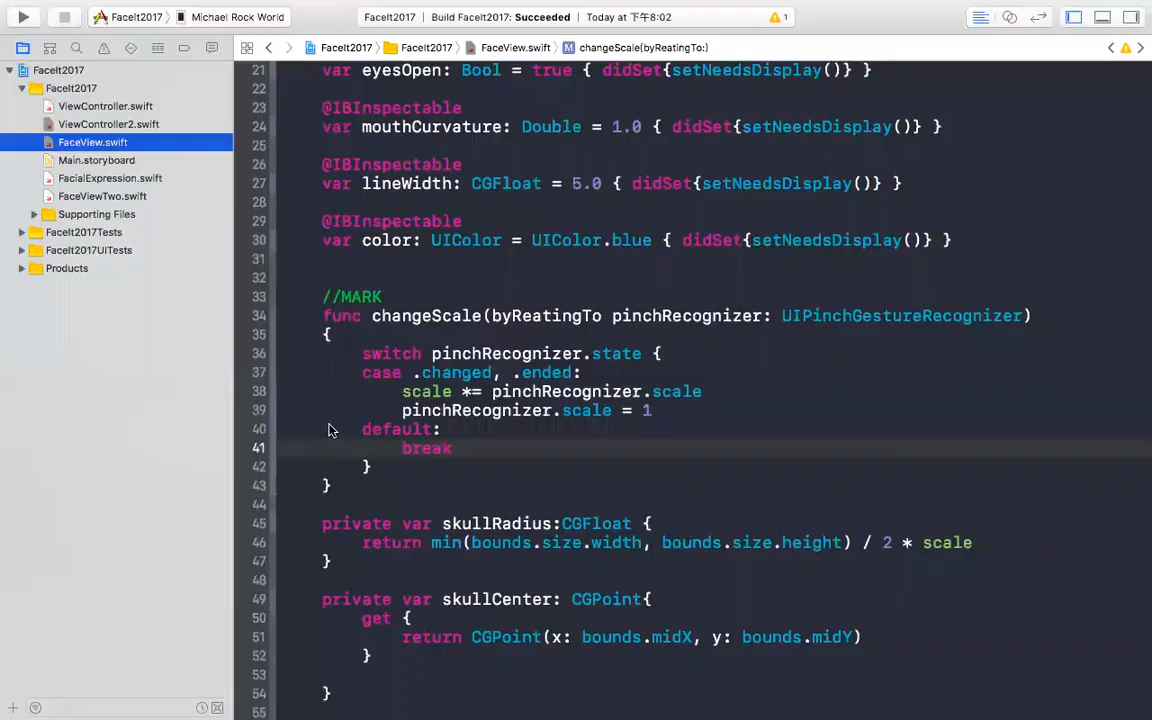 FaceIt2017 Michael Rock World
FaceIt2017 | Build FaceIt2017: Succeeded | Today at 下午8:02
1
FaceIt2017 FaceIt2017 FaceView.swift M changeScale(byReatingTo:)
FaceIt2017
FaceIt2017
ViewController.swift
ViewController2.swift
FaceView.swift
Main.storyboard
FacialExpression.swift
FaceViewTwo.swift
Supporting Files
FaceIt2017Tests
FaceIt2017UITests
Products
21 var eyesOpen: Bool = true { didSet{setNeedsDisplay()} }
22
23 @IBInspectable
24 var mouthCurvature: Double = 1.0 { didSet{setNeedsDisplay()} }
25
26 @IBInspectable
27 var lineWidth: CGFloat = 5.0 { didSet{setNeedsDisplay()} }
28
29 @IBInspectable
30 var color: UIColor = UIColor.blue { didSet{setNeedsDisplay()} }
31
32
33 //MARK
34 func changeScale(byReatingTo pinchRecognizer: UIPinchGestureRecognizer)
35 {
36 switch pinchRecognizer.state {
37 case .changed, .ended:
38 scale *= pinchRecognizer.scale
39 pinchRecognizer.scale = 1
40 default:
41 break
42 }
43 }
44
45 private var skullRadius:CGFloat {
46 return min(bounds.size.width, bounds.size.height) / 2 * scale
47 }
48
49 private var skullCenter: CGPoint{
50 get {
51 return CGPoint(x: bounds.midX, y: bounds.midY)
52 }
53
54 }
55